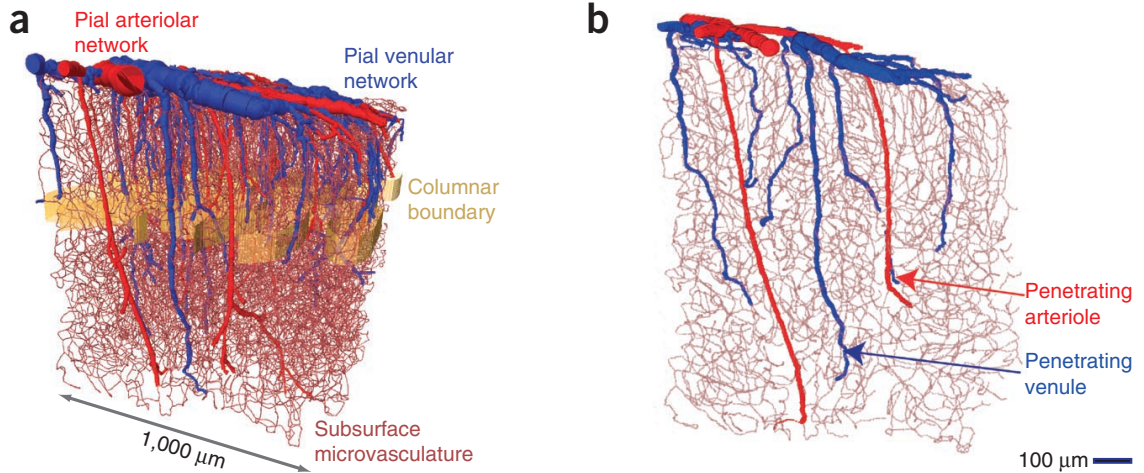 a
Pial arteriolar
network
Pial venular
network
Columnar
boundary
Subsurface
microvasculature
1,000 μm
b
Penetrating
arteriole
Penetrating
venule
100 μm